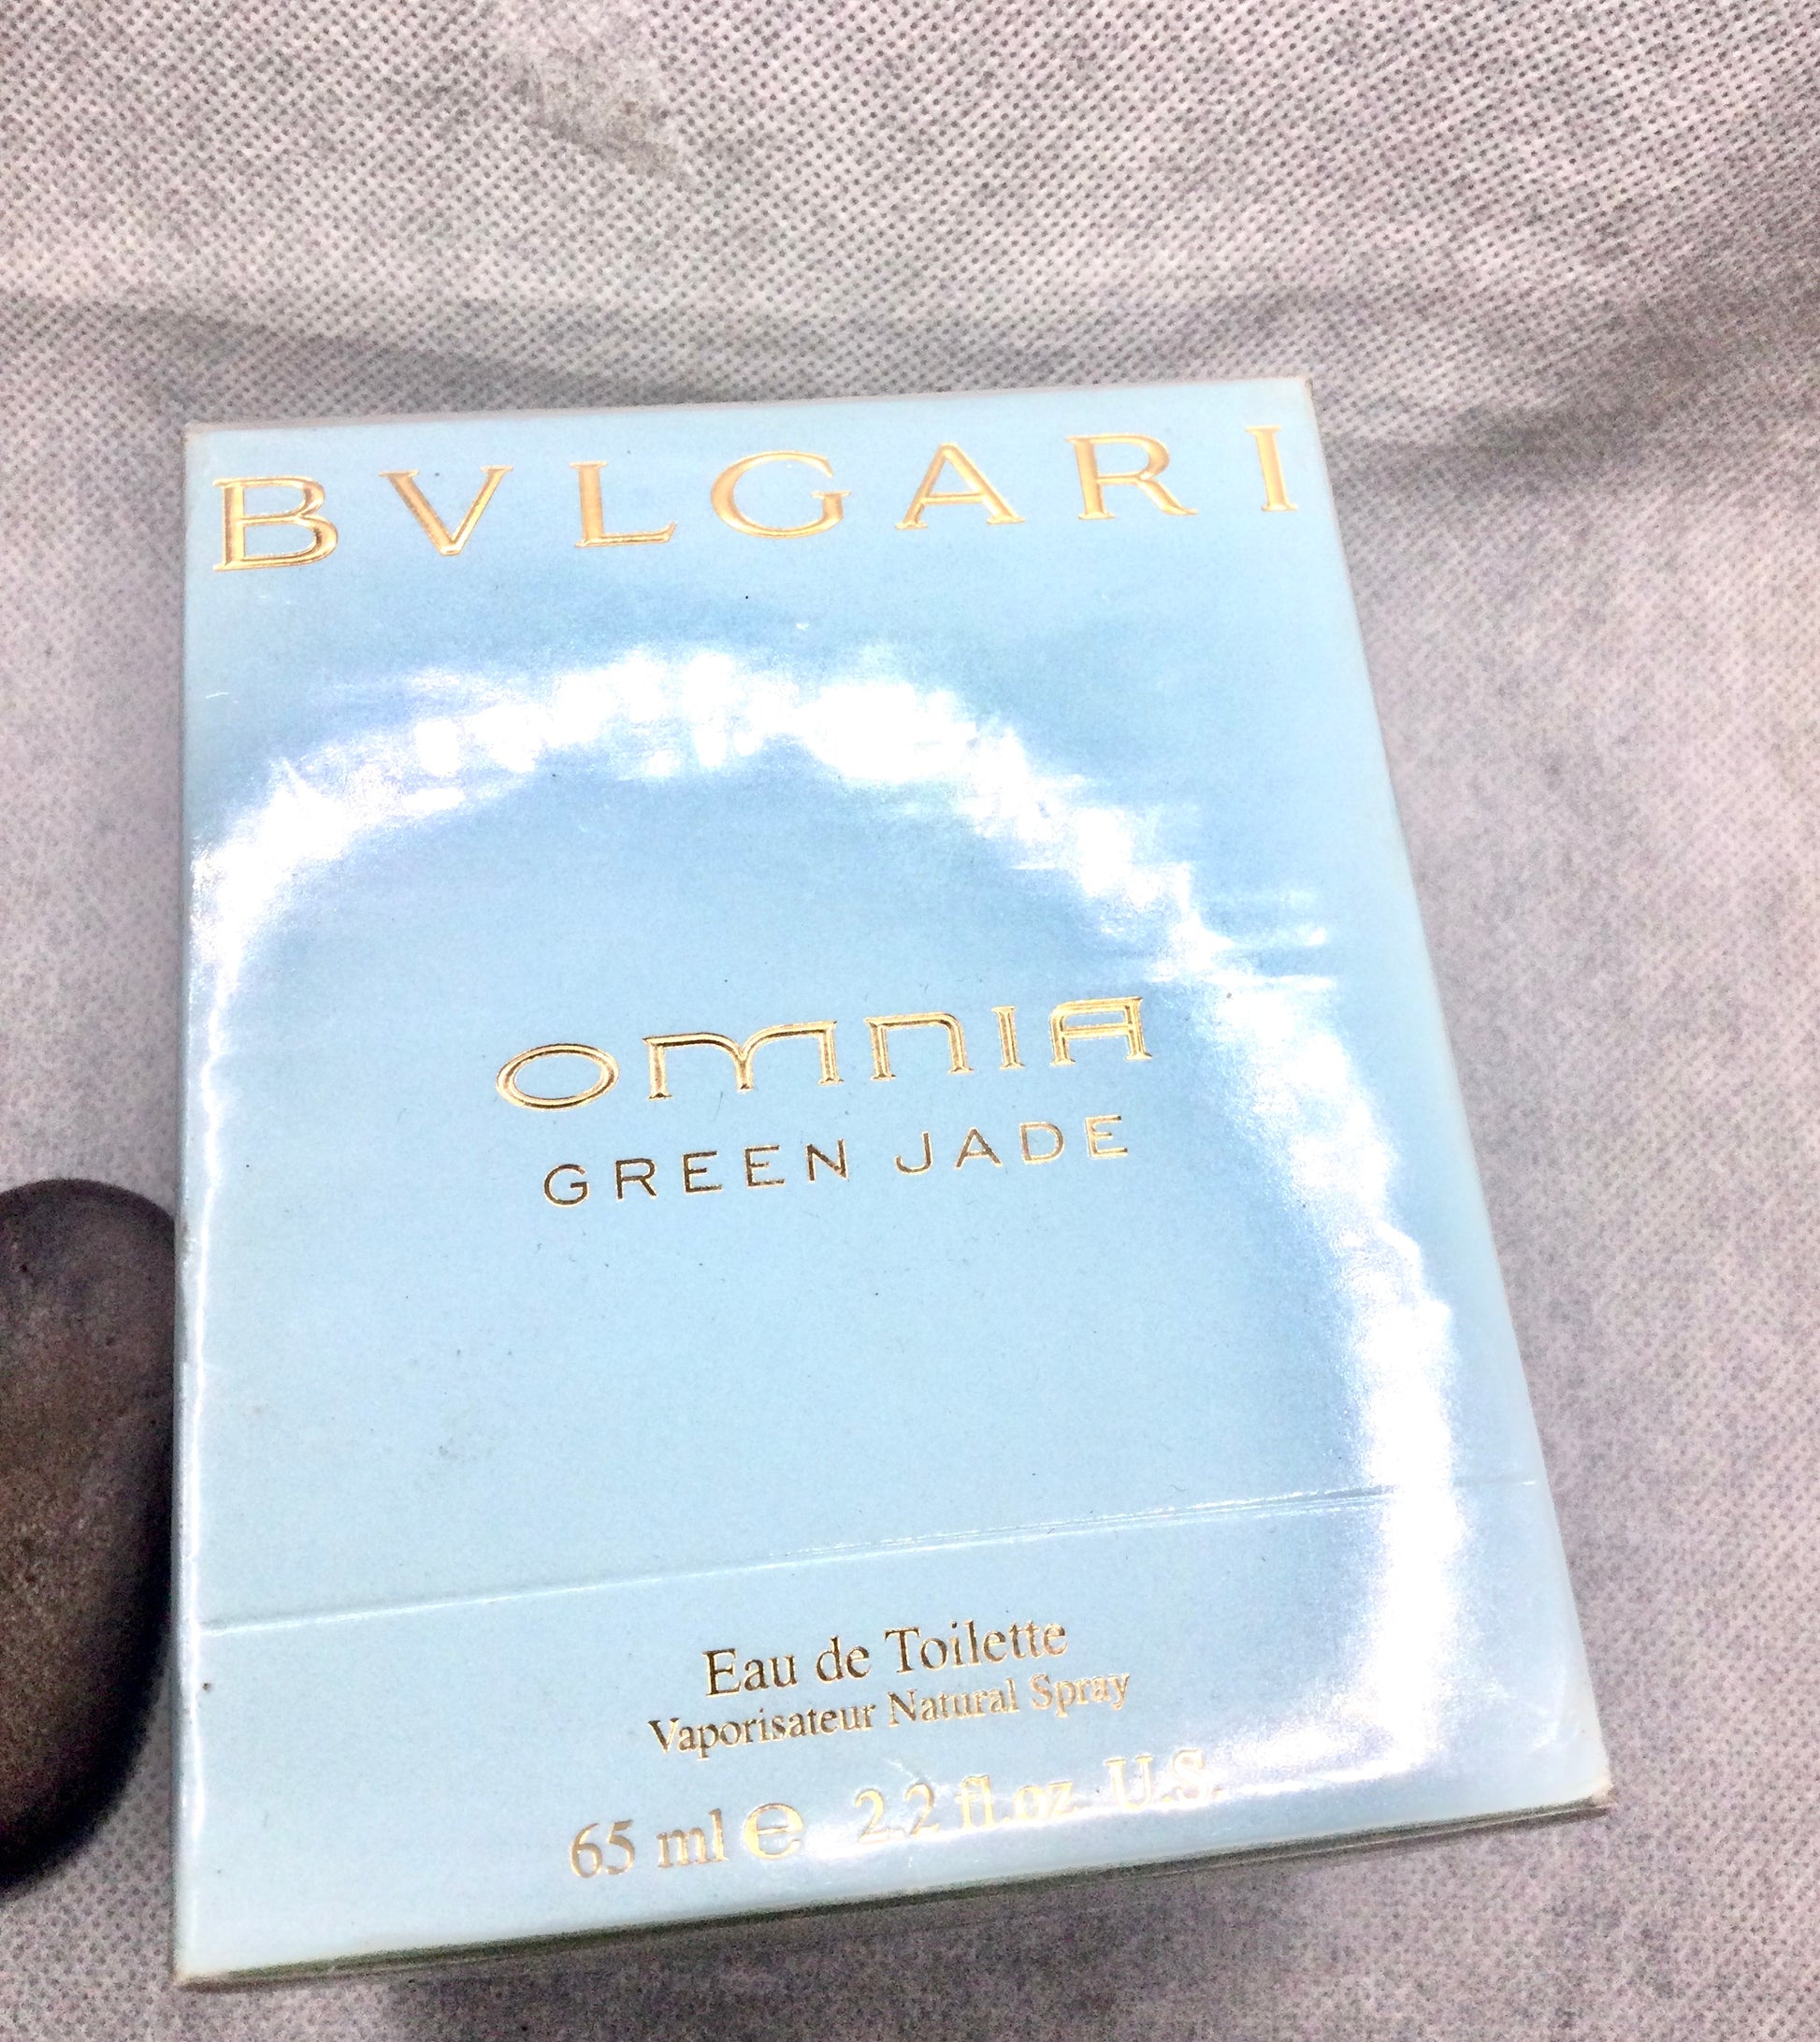 BVLGARI
OMNIA
GREEN JADE
Eau de Toilette
Vaporisateur Natural Spray
65 ml ℮ 2.2 fl.oz. U.S.